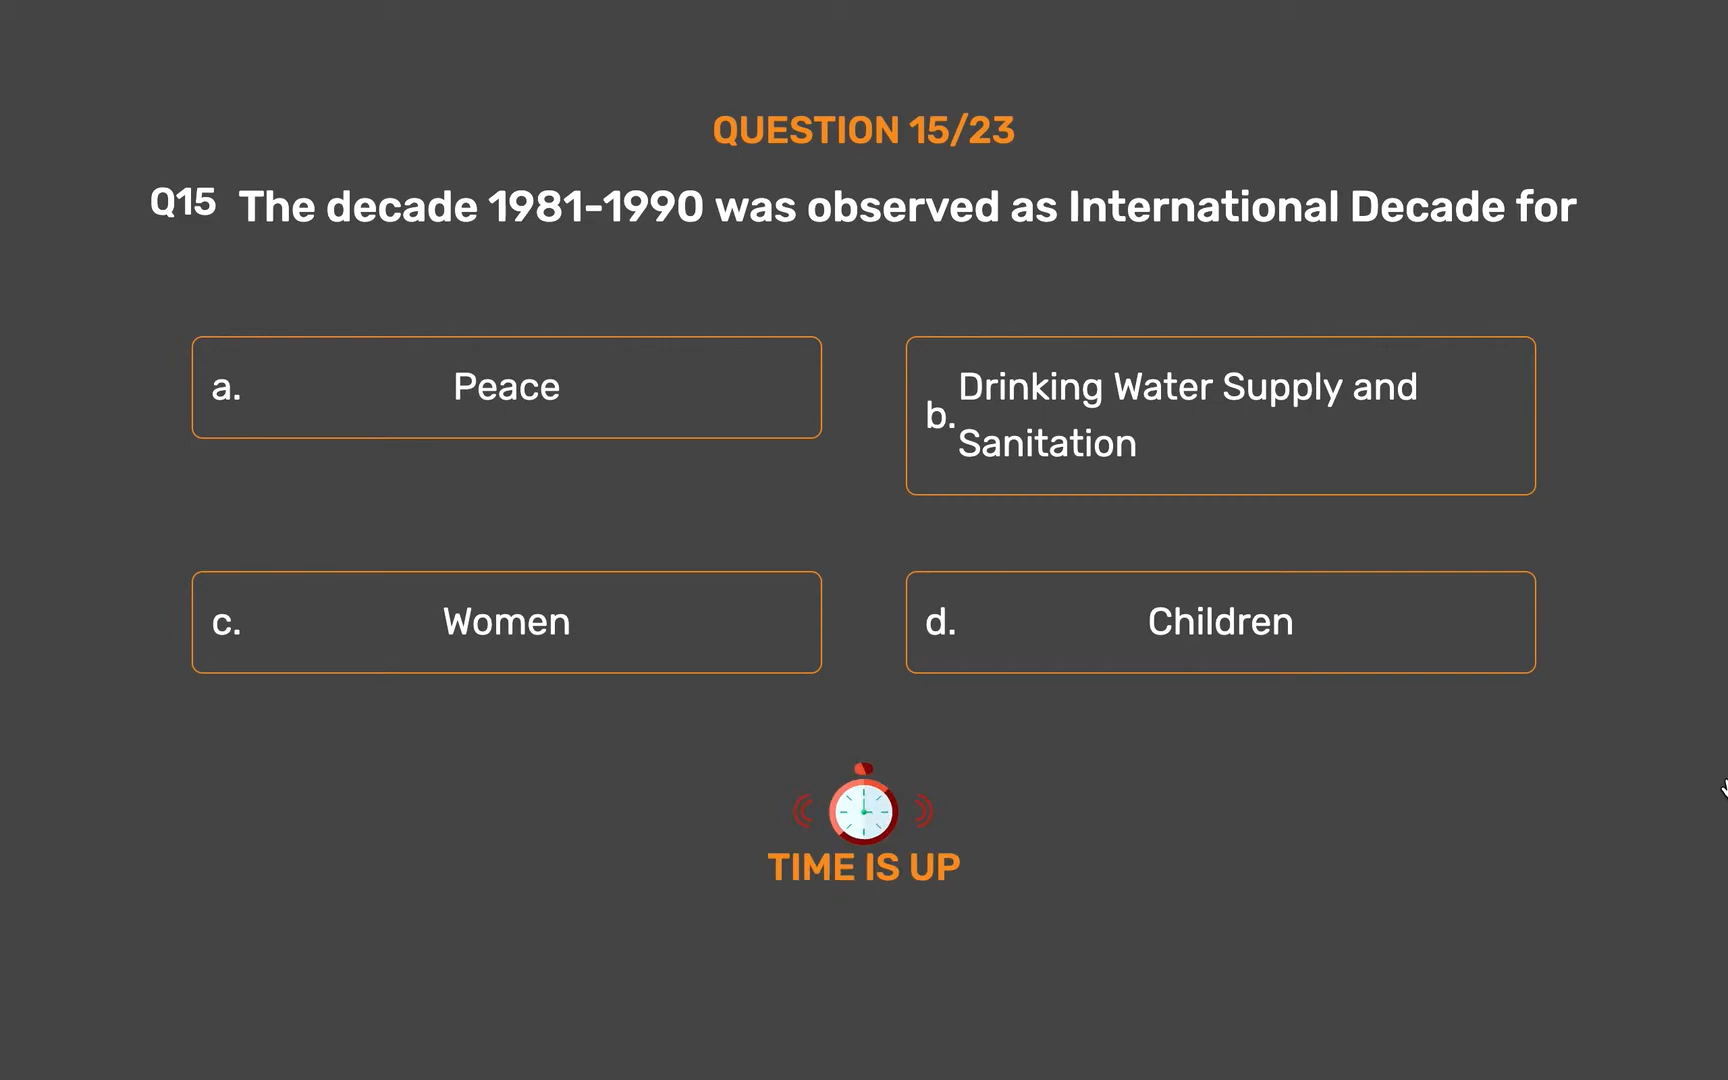 QUESTION 15/23
Q15 The decade 1981-1990 was observed as International Decade for
a. Peace
b. Drinking Water Supply and
Sanitation
c. Women
d. Children
TIME IS UP